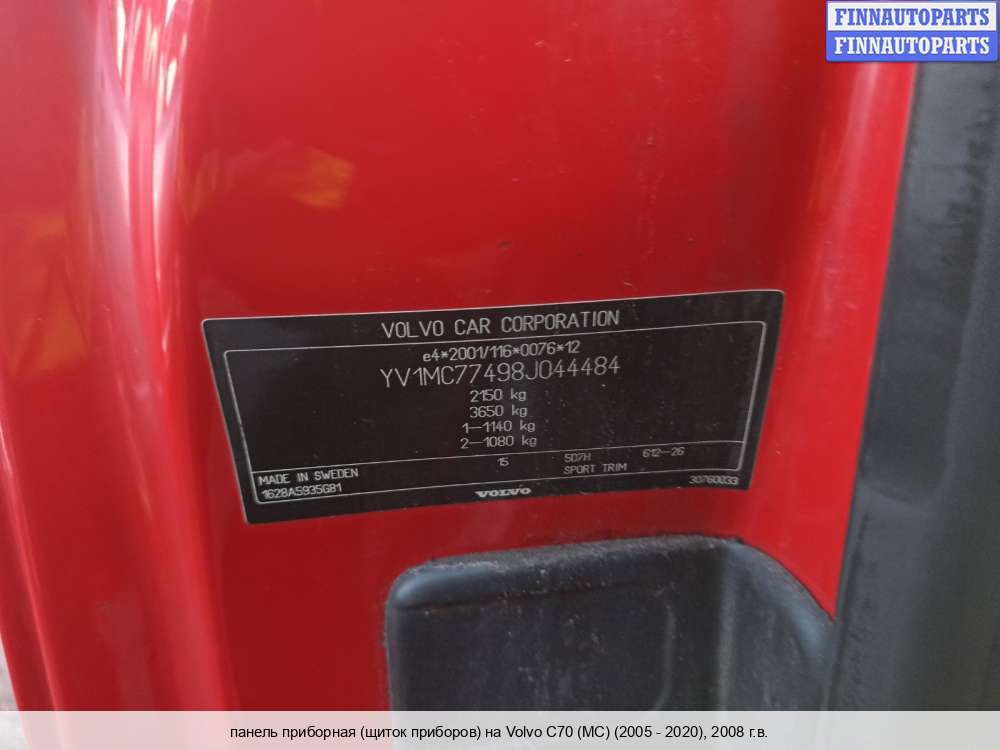 FINNAUTOPARTS
FINNAUTOPARTS
VOLVO CAR CORPORATION
e4*2001/116*0076*12
YV1MC77498J044484
2150 kg
3650 kg
1-1140 kg
2-1080 kg
15 5D7H 612-26
MADE IN SWEDEN SPORT TRIM
1628A5935GB1 VOLVO 30760033
панель приборная (щиток приборов) на Volvo C70 (MC) (2005 - 2020), 2008 г.в.